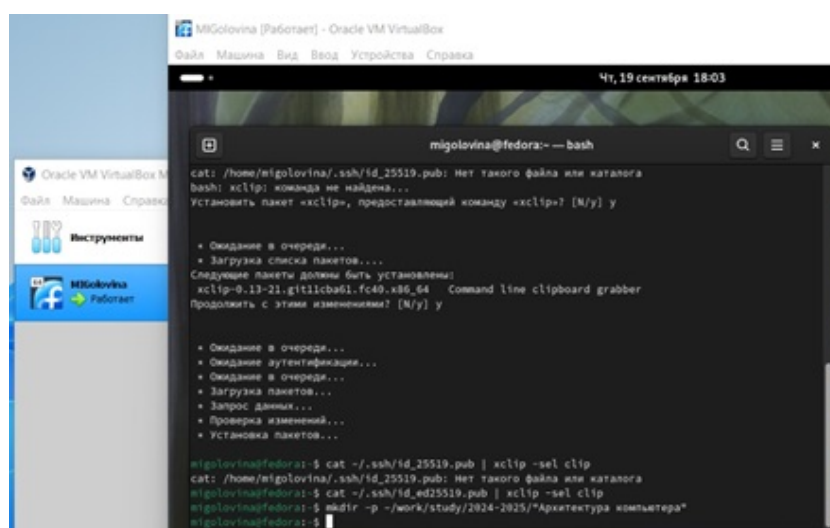 MIGolovina [Работает] - Oracle VM VirtualBox
Файл Машина Вид Ввод Устройства Справка
Чт, 19 сентября 18:03
migolovina@fedora:~ — bash
Oracle VM VirtualBox M
Файл Машина Справка
Инструменты
MIGolovina
Работает
cat: /home/migolovina/.ssh/id_25519.pub: Нет такого файла или каталога
bash: xclip: команда не найдена...
Установить пакет «xclip», предоставляющий команду «xclip»? [N/y] y
* Ожидание в очереди...
* Загрузка списка пакетов....
Следующие пакеты должны быть установлены:
xclip-0.13-21.git11cba61.fc40.x86_64 Command line clipboard grabber
Продолжить с этими изменениями? [N/y] y
* Ожидание в очереди...
* Ожидание аутентификации...
* Ожидание в очереди...
* Загрузка пакетов...
* Запрос данных...
* Проверка изменений...
* Установка пакетов...
migolovina@fedora:~$ cat ~/.ssh/id_25519.pub | xclip -sel clip
cat: /home/migolovina/.ssh/id_25519.pub: Нет такого файла или каталога
migolovina@fedora:~$ cat ~/.ssh/id_ed25519.pub | xclip -sel clip
migolovina@fedora:~$ mkdir -p ~/work/study/2024-2025/"Архитектура компьютера"
migolovina@fedora:~$